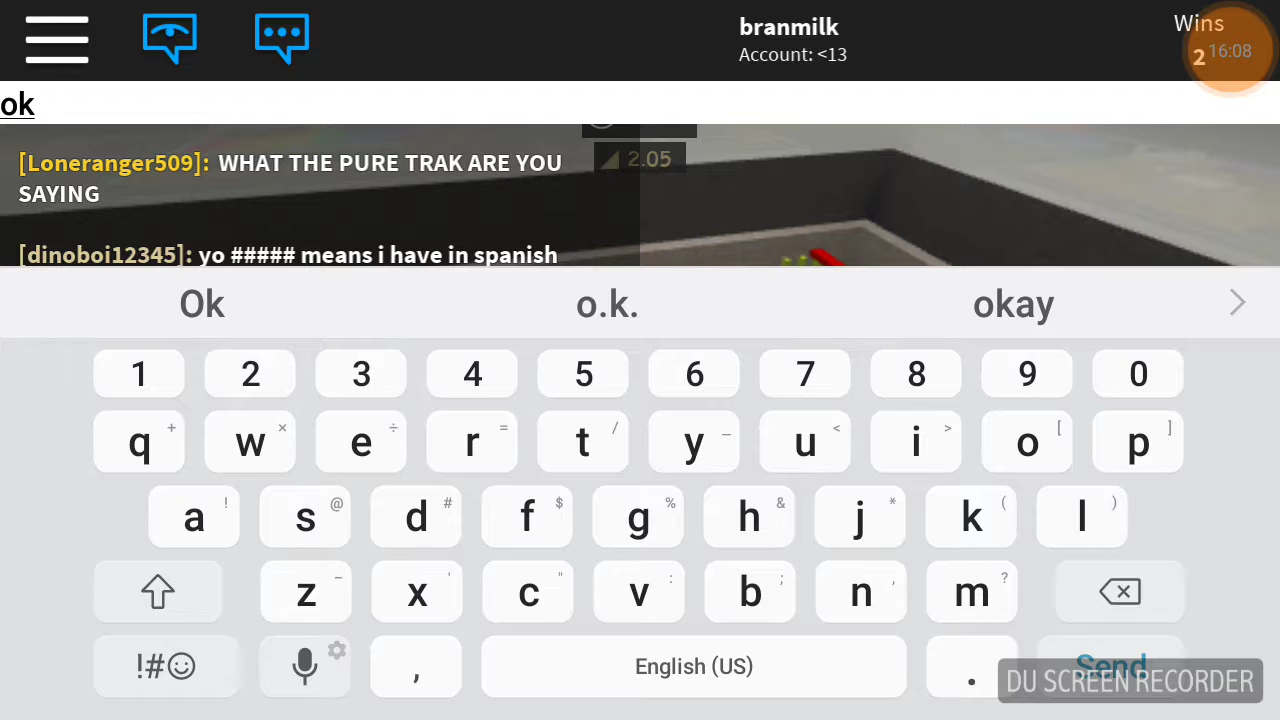 branmilk
Account: <13
Wins
2
16:08
ok
[Loneranger509]: WHAT THE PURE TRAK ARE YOU
SAYING
2.05
[dinoboi12345]: yo ##### means i have in spanish
Ok o.k. okay
1 2 3 4 5 6 7 8 9 0
q + w × e ÷ r = t / y _ u < i > o [ p ]
a ! s @ d # f $ g % h & j * k ( l )
z - x ' c " v : b ; n , m ?
!#☺ , English (US) . Send
DU SCREEN RECORDER